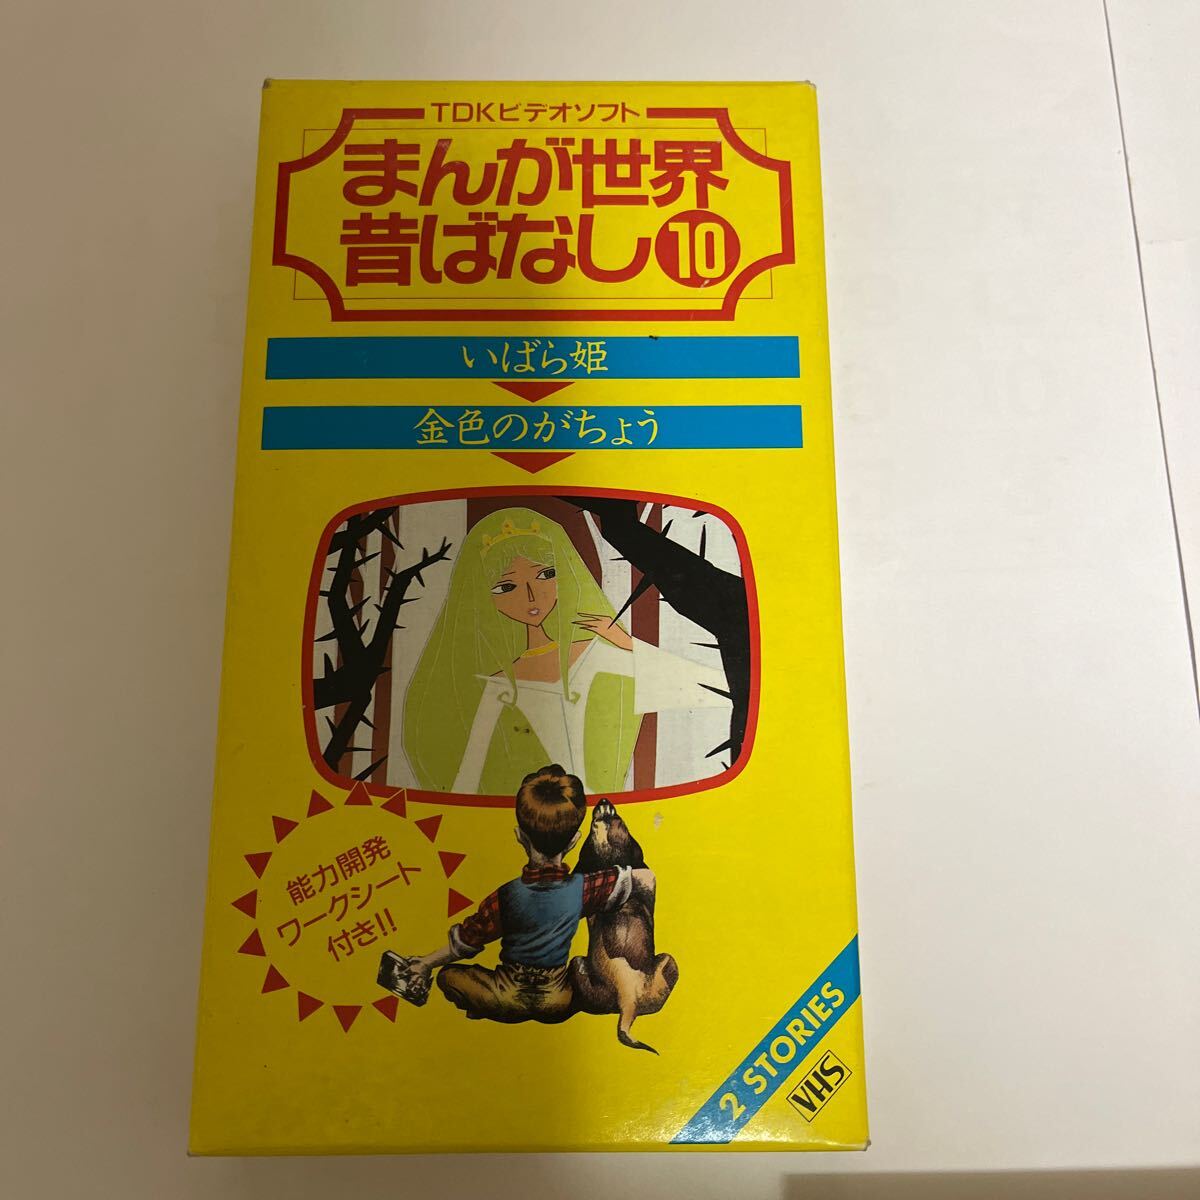 TDKビデオソフト
まんが世界
昔ばなし10
いばら姫
金色のがちょう
能力開発
ワークシート
付き!!
2 STORIES
VHS